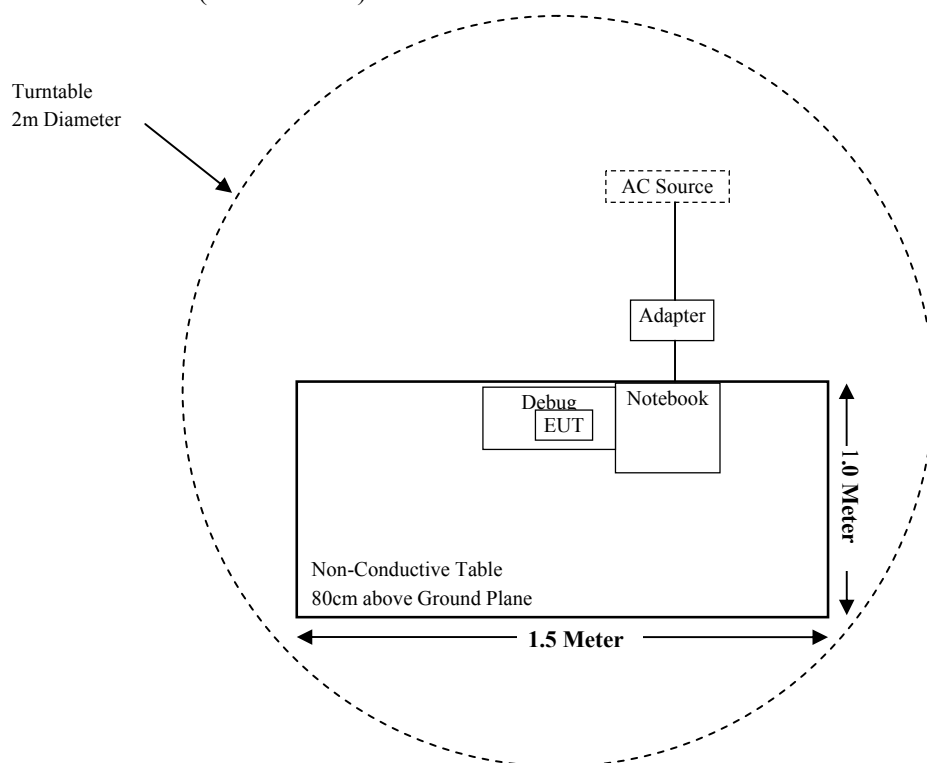 Turntable
2m Diameter
AC Source
Adapter
Debug
Notebook
EUT
1.0 Meter
Non-Conductive Table
80cm above Ground Plane
1.5 Meter